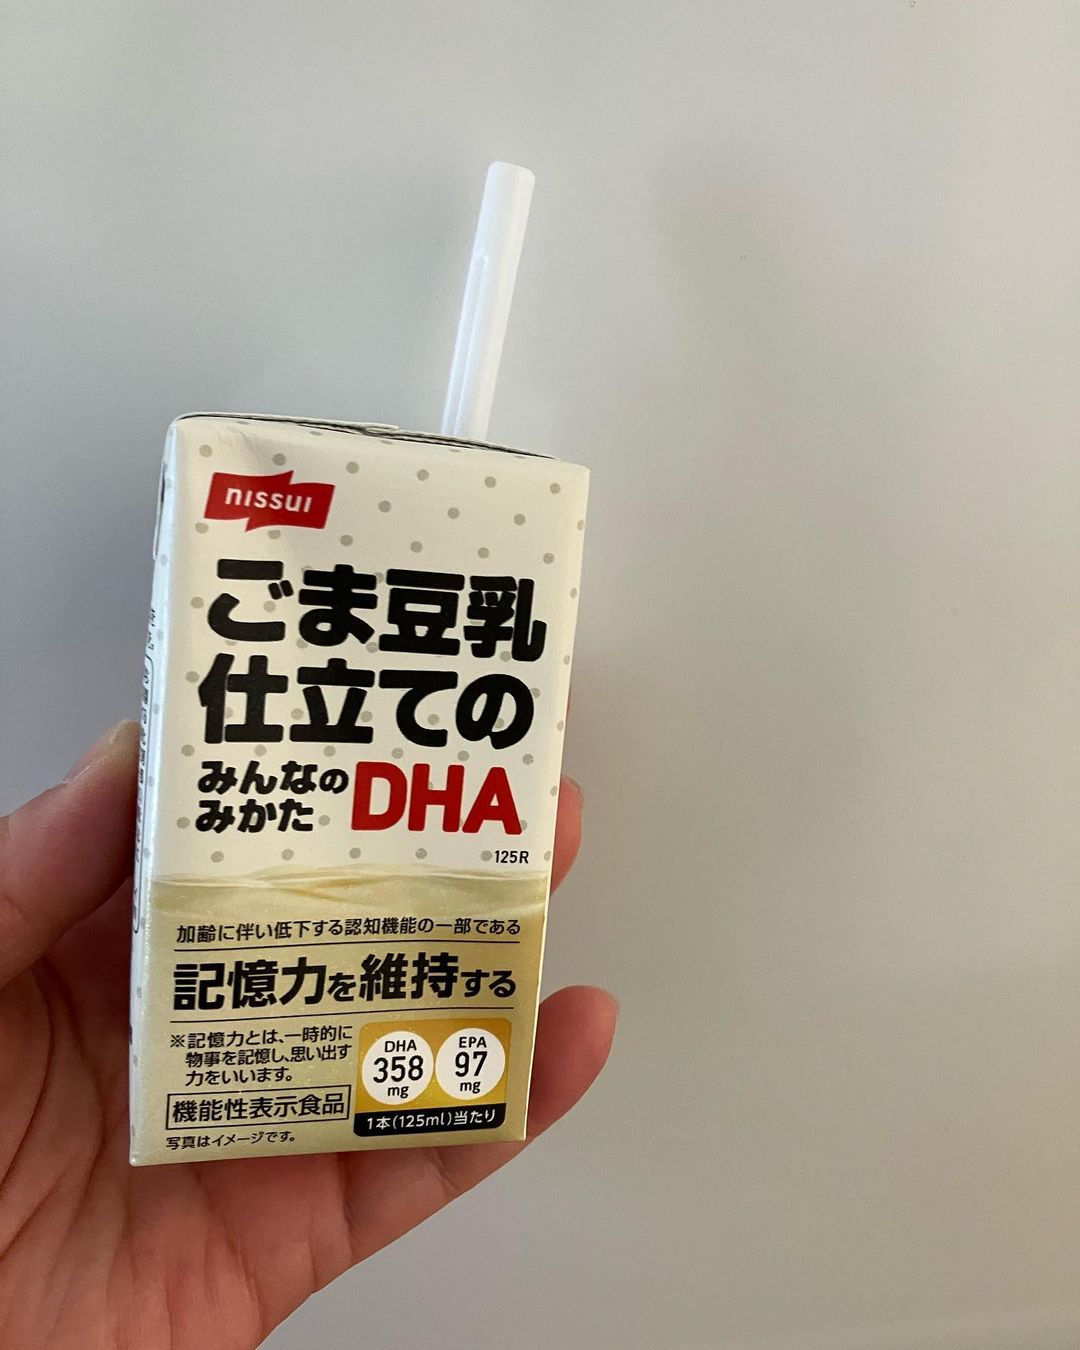 nissui
ごま豆乳
仕立ての
みんなの
みかた
DHA
125R
加齢に伴い低下する認知機能の一部である
記憶力を維持する
※記憶力とは、一時的に
物事を記憶し、思い出す
力をいいます。
機能性表示食品
写真はイメージです。
DHA
358
mg
EPA
97
mg
1本(125ml)当たり